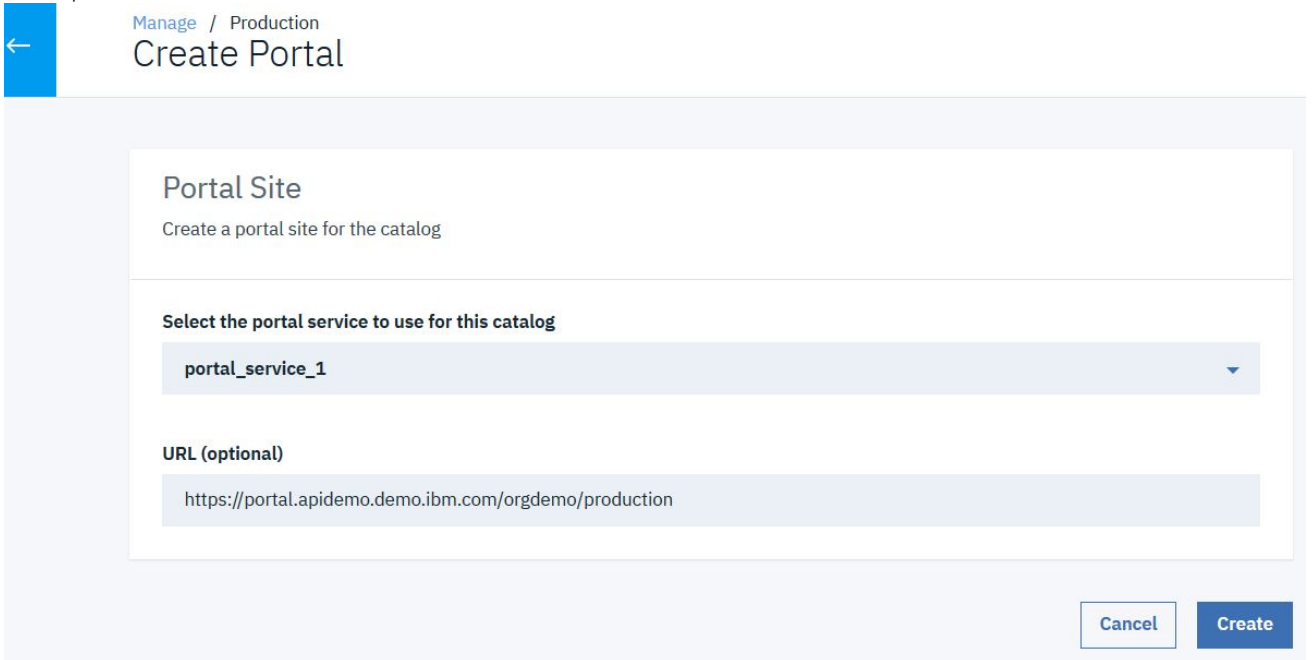 Manage / Production
Create Portal
Portal Site
Create a portal site for the catalog
Select the portal service to use for this catalog
portal_service_1
URL (optional)
https://portal.apidemo.demo.ibm.com/orgdemo/production
Cancel Create